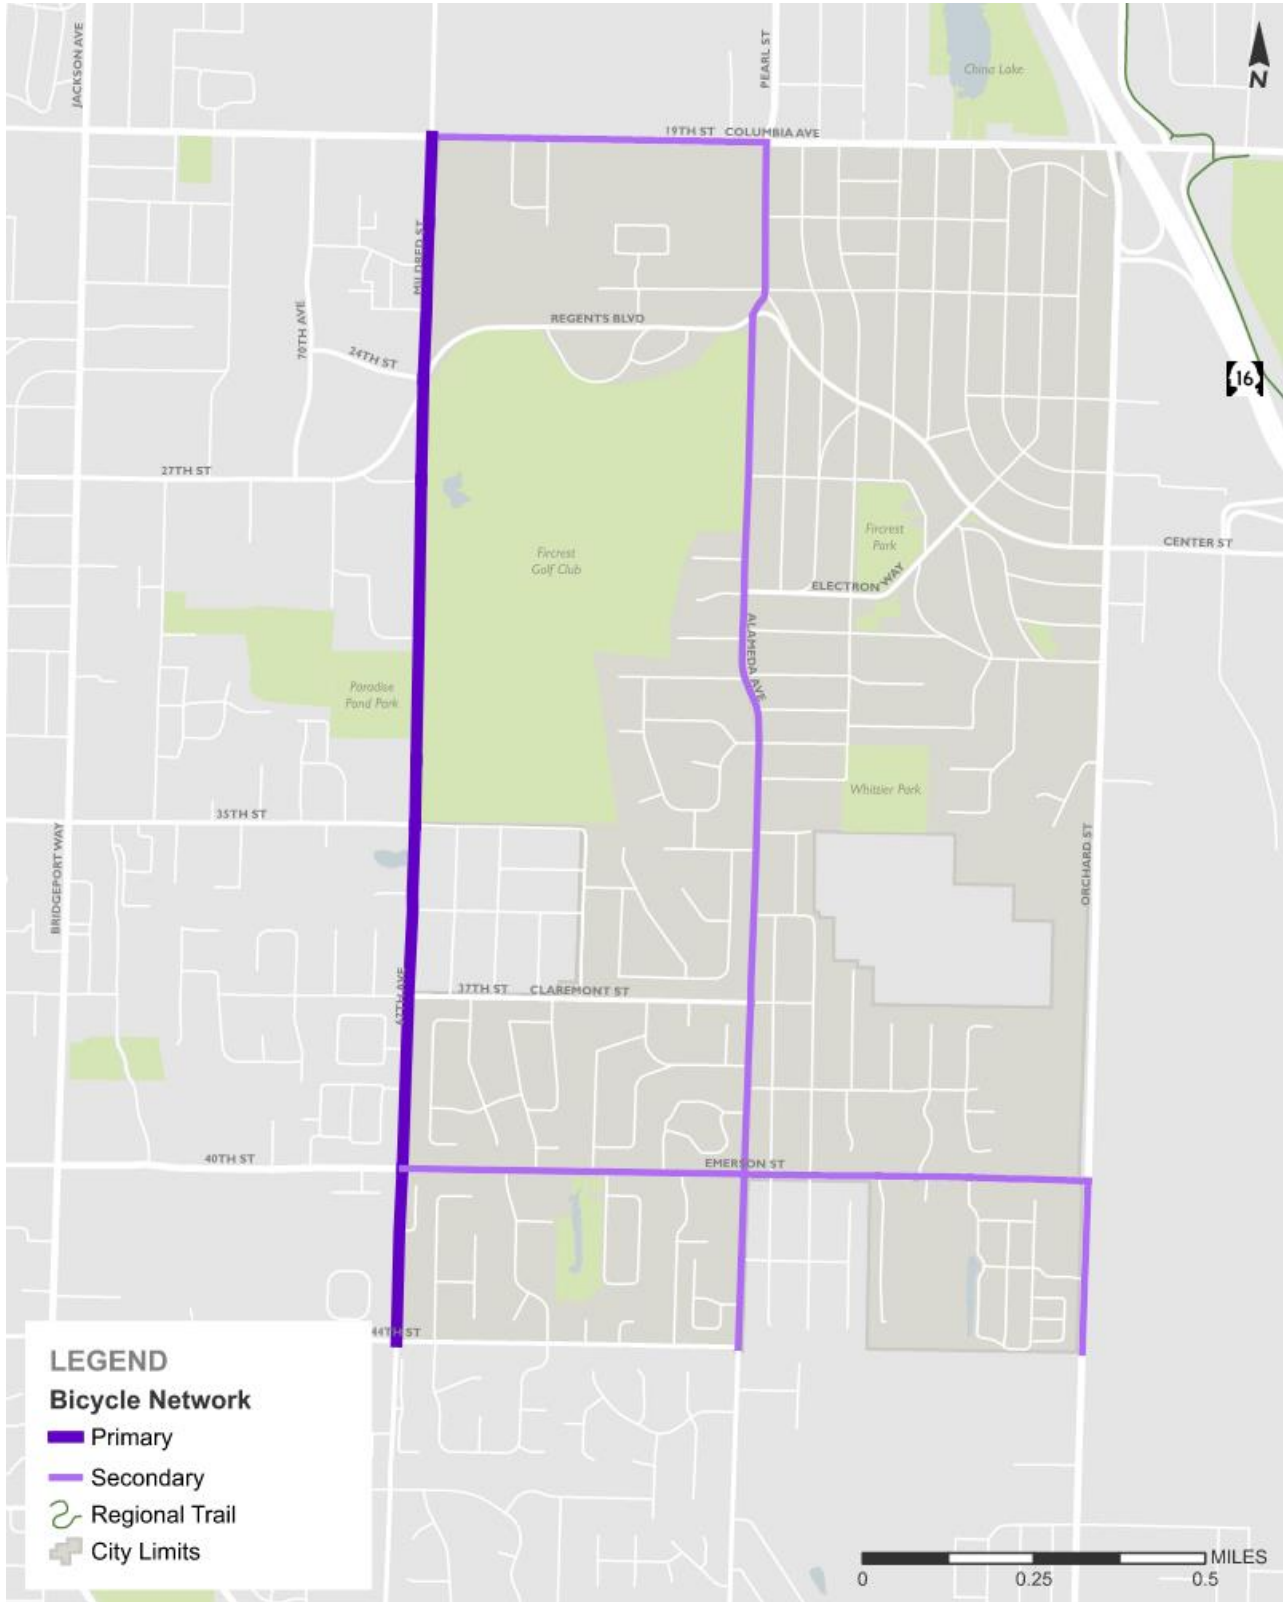 JACKSON AVE
PEARL ST
China Lake
N
19TH ST COLUMBIA AVE
MILDRED ST
REGENTS BLVD
70TH AVE
24TH ST
16
27TH ST
Fircrest
Park
CENTER ST
Fircrest
Golf Club
ELECTRON WAY
ALAMEDA AVE
Paradise
Pond Park
Whittier Park
35TH ST
BRIDGEPORT WAY
ORCHARD ST
67TH AVE
37TH ST CLAREMONT ST
40TH ST
EMERSON ST
44TH ST
LEGEND
Bicycle Network
Primary
Secondary
Regional Trail
City Limits
MILES
0 0.25 0.5